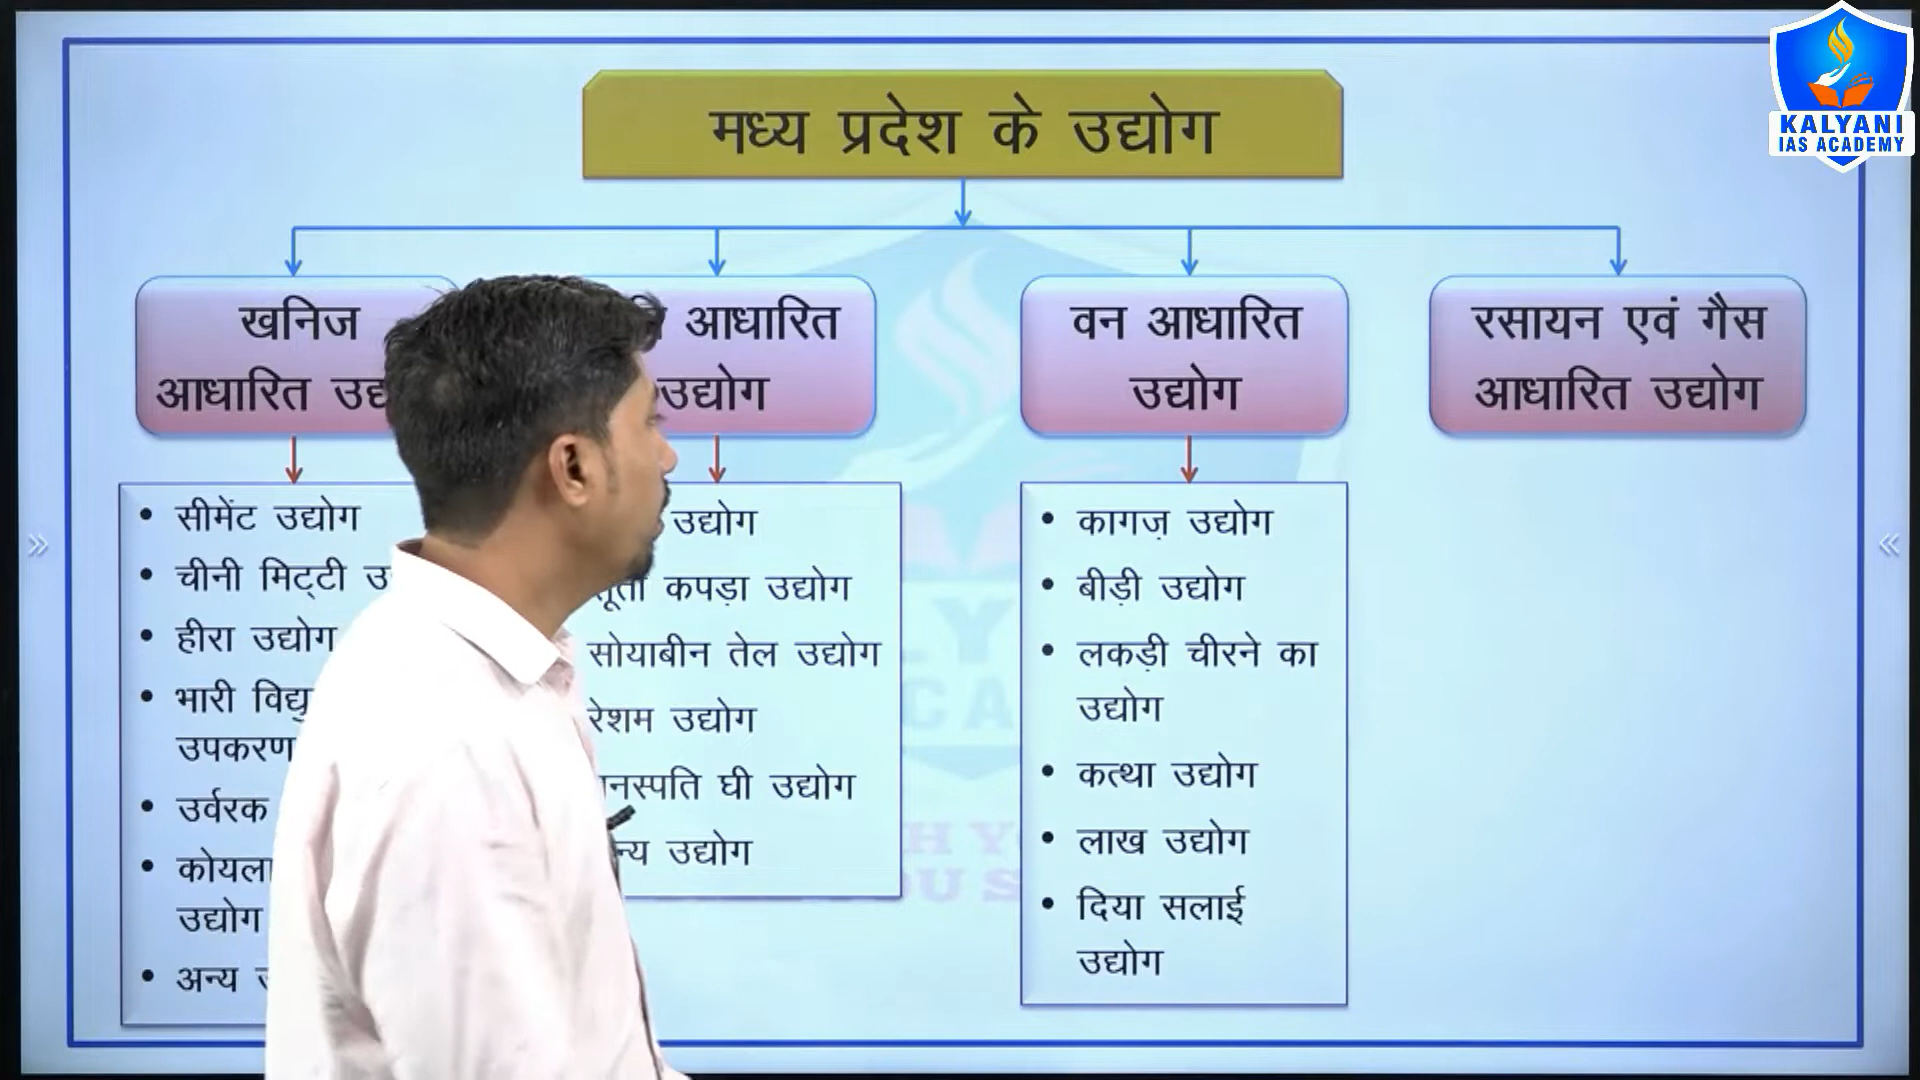 KALYANI
IAS ACADEMY
मध्य प्रदेश के उद्योग
खनिज
आधारित
आधारित
उद्योग
वन आधारित
उद्योग
रसायन एवं गैस
आधारित उद्योग
• सीमेंट उद्योग
• चीनी मिट्टी
• हीरा उद्योग
• भारी
उपकरण
• उर्वरक
• कोयला
उद्योग
• अन्य
उद्योग
कपड़ा उद्योग
सोयाबीन तेल उद्योग
रेशम उद्योग
घी उद्योग
उद्योग
• कागज़ उद्योग
• बीड़ी उद्योग
• लकड़ी चीरने का
उद्योग
• कत्था उद्योग
• लाख उद्योग
• दिया सलाई
उद्योग